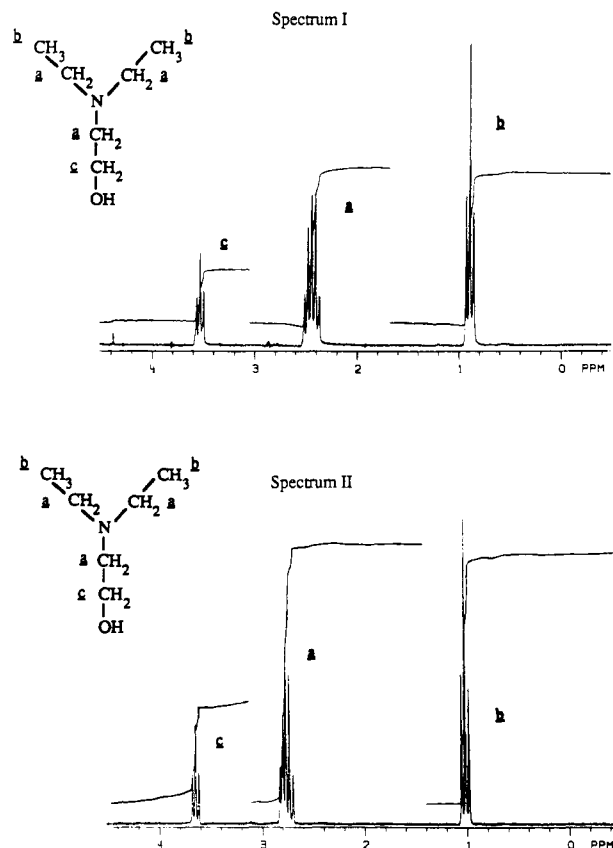 Spectrum I
b b
CH3 CH3
a CH2 CH2 a
N
a CH2
c CH2
OH
b
a
c
4 3 2 1 0 PPM
Spectrum II
b b
CH3 CH3
a CH2 CH2 a
N
a CH2
c CH2
OH
a
c b
4 3 2 1 0 PPM